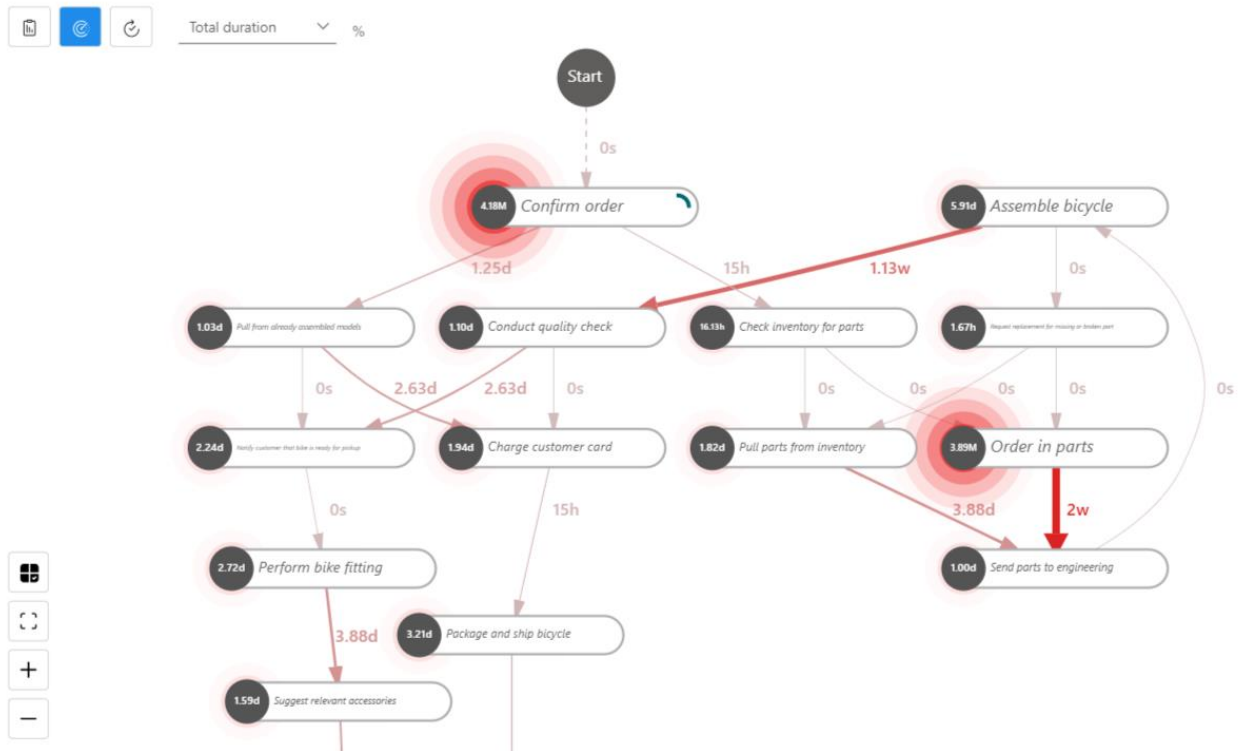 Total duration
%
Start
0s
4.18M Confirm order
5.91d Assemble bicycle
1.25d
15h
1.13w
0s
1.03d Pull from already assembled models
1.10d Conduct quality check
16.13h Check inventory for parts
1.67h Request replacement for missing or broken part
0s
2.63d
2.63d
0s
0s
0s
0s
0s
0s
2.24d Notify customer that bike is ready for pickup
1.94d Charge customer card
1.82d Pull parts from inventory
3.89M Order in parts
0s
15h
3.88d
2w
2.72d Perform bike fitting
1.00d Send parts to engineering
3.88d
3.21d Package and ship bicycle
1.59d Suggest relevant accessories